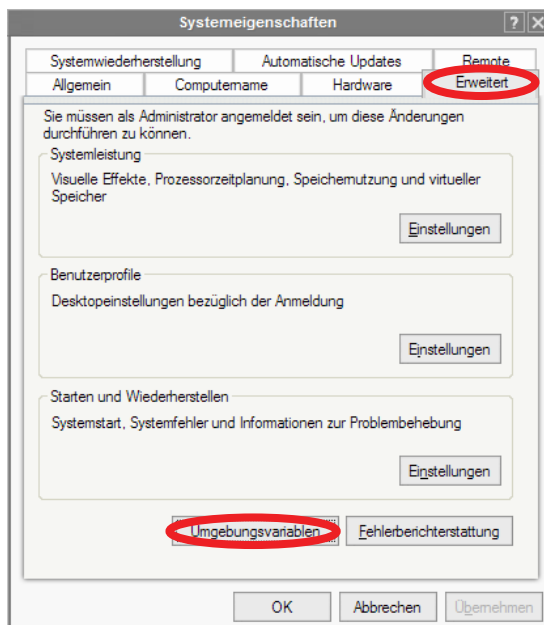 Systemeigenschaften
Systemwiederherstellung Automatische Updates Remote
Allgemein Computername Hardware Erweitert
Sie müssen als Administrator angemeldet sein, um diese Änderungen
durchführen zu können.
Systemleistung
Visuelle Effekte, Prozessorzeitplanung, Speichernutzung und virtueller
Speicher
Einstellungen
Benutzerprofile
Desktopeinstellungen bezüglich der Anmeldung
Einstellungen
Starten und Wiederherstellen
Systemstart, Systemfehler und Informationen zur Problembehebung
Einstellungen
Umgebungsvariablen Fehlerberichterstattung
OK Abbrechen Übernehmen